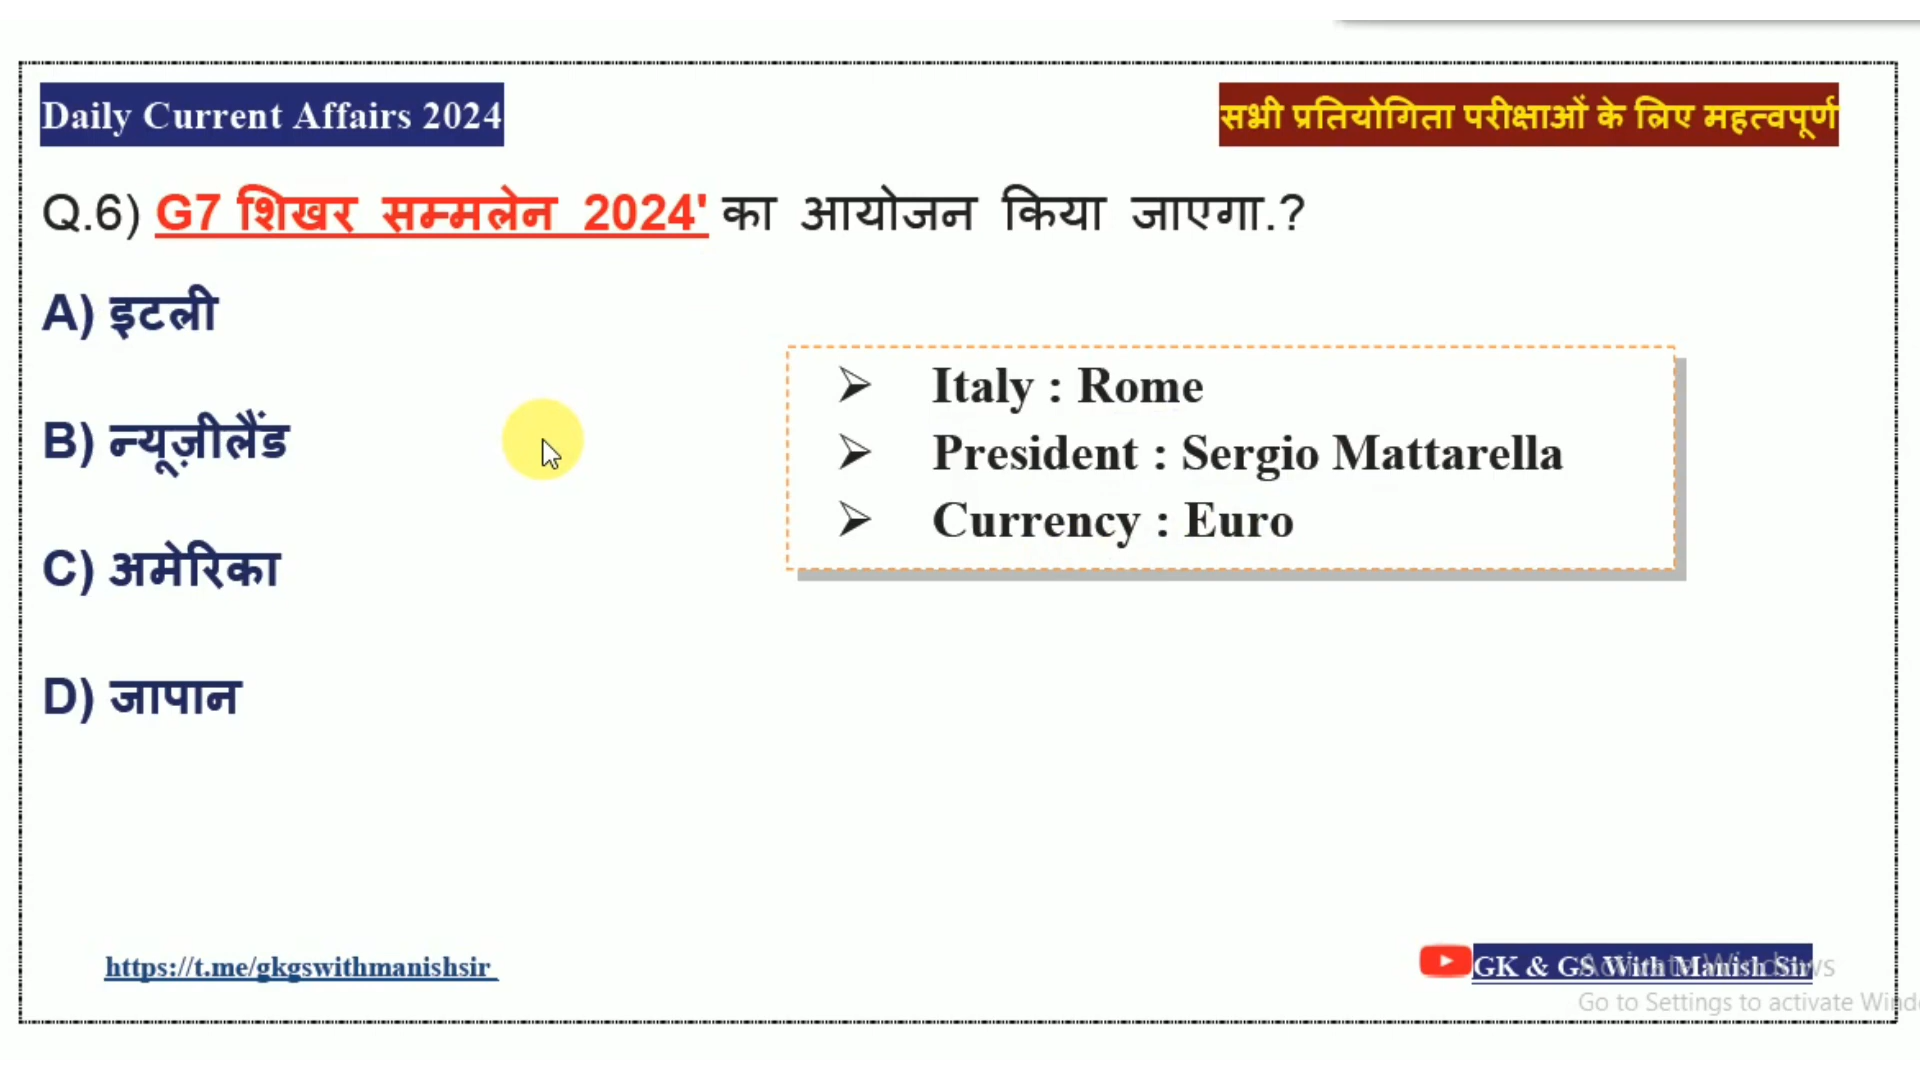 Daily Current Affairs 2024
सभी प्रतियोगिता परीक्षाओं के लिए महत्वपूर्ण
Q.6) G7 शिखर सम्मलेन 2024' का आयोजन किया जाएगा.?
A) इटली
B) न्यूज़ीलैंड
C) अमेरिका
D) जापान
Italy : Rome
President : Sergio Mattarella
Currency : Euro
https://t.me/gkgswithmanishsir
GK & GS With Manish Sir
Activate Windows
Go to Settings to activate Wind